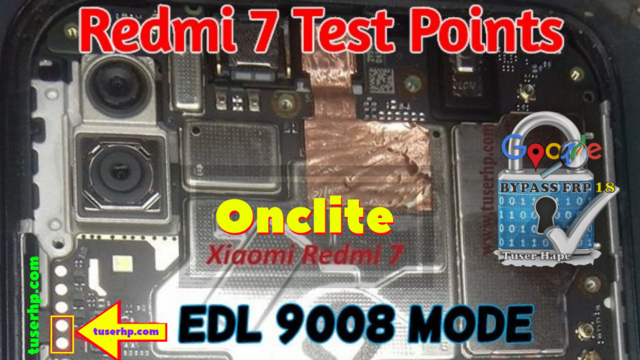 Redmi 7 Test Points
Google
www.tuserhp.com
BYPASS FRP 18
Onclite
Xiaomi Redmi 7
Tuser Hape
tuserhp.com
tuserhp.com
EDL 9008 MODE